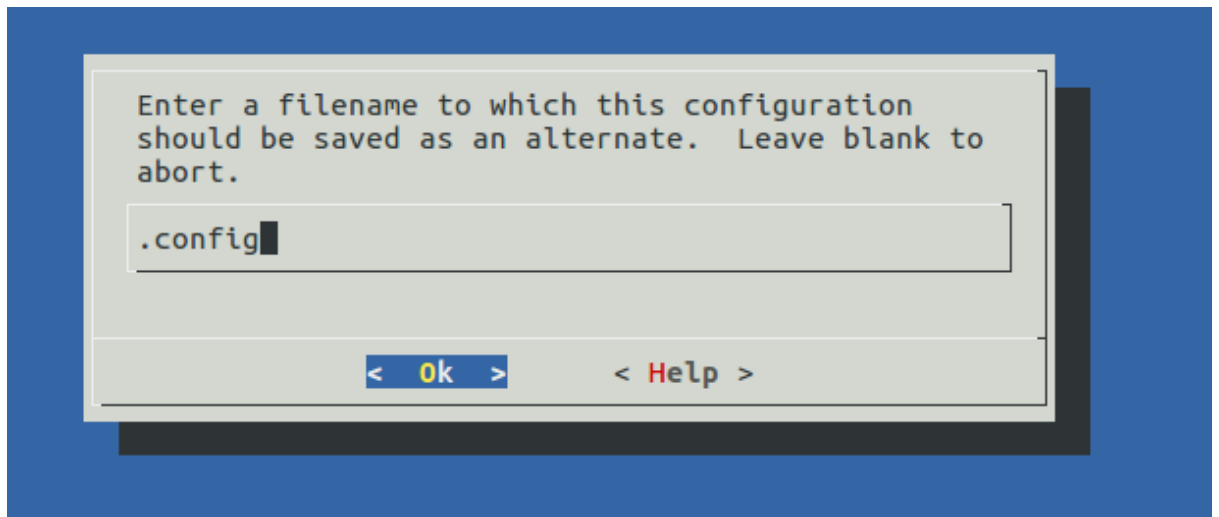 Enter a filename to which this configuration
should be saved as an alternate.  Leave blank to
abort.
.config
<  Ok  >      < Help >